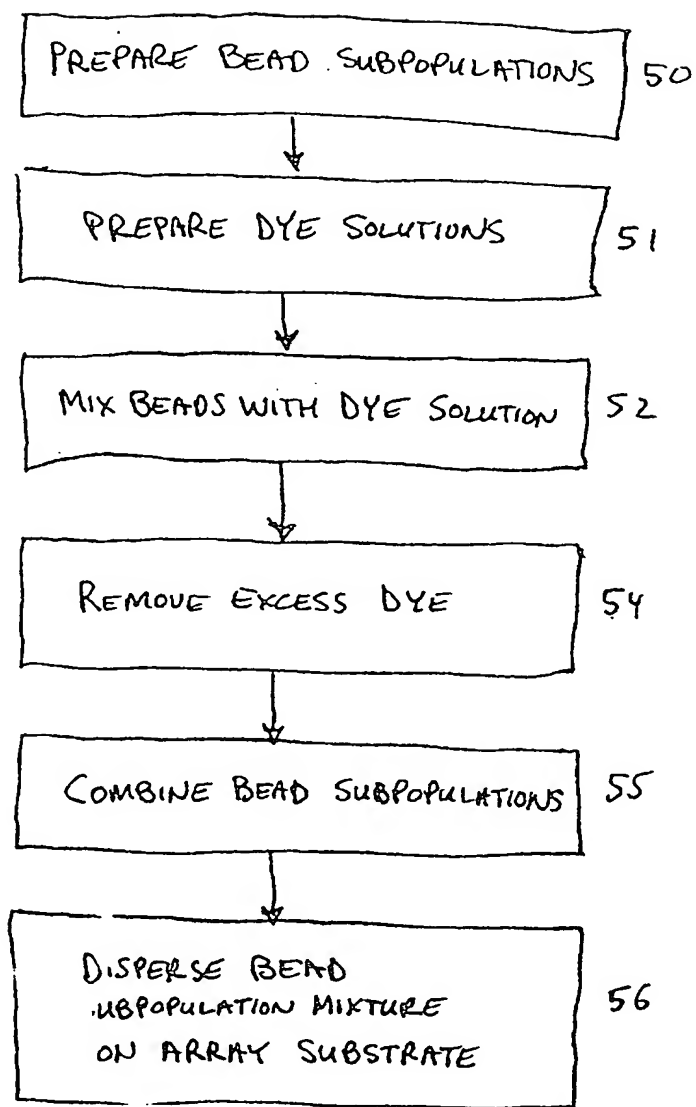 PREPARE BEAD SUBPOPULATIONS 50
PREPARE DYE SOLUTIONS 51
MIX BEADS WITH DYE SOLUTION 52
REMOVE EXCESS DYE 54
COMBINE BEAD SUBPOPULATIONS 55
DISPERSE BEAD
UBPOPULATION MIXTURE
ON ARRAY SUBSTRATE 56